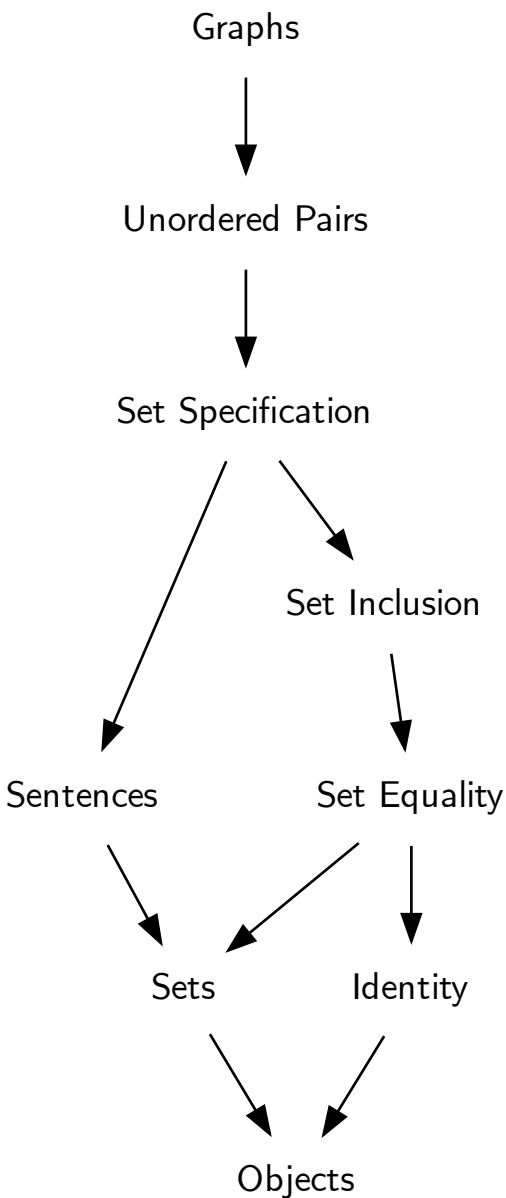 Graphs
Unordered Pairs
Set Specification
Set Inclusion
Sentences
Set Equality
Sets
Identity
Objects